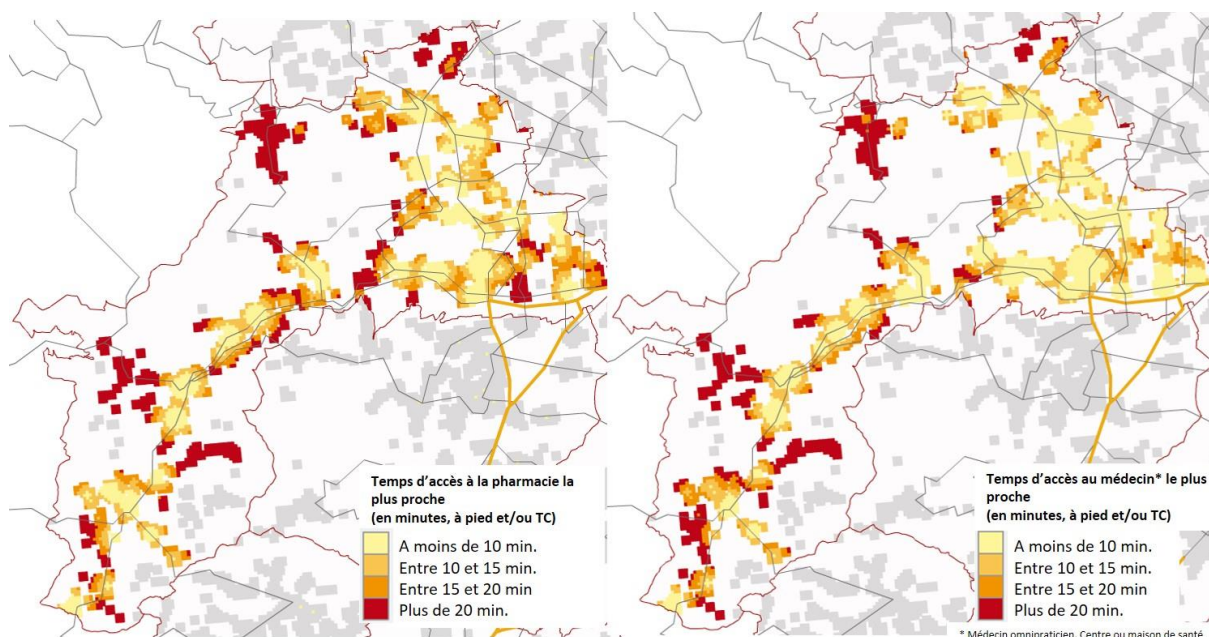 Temps d'accès à la pharmacie la
plus proche
(en minutes, à pied et/ou TC)
A moins de 10 min.
Entre 10 et 15 min.
Entre 15 et 20 min
Plus de 20 min.
Temps d'accès au médecin* le plus
proche
(en minutes, à pied et/ou TC)
A moins de 10 min.
Entre 10 et 15 min.
Entre 15 et 20 min
Plus de 20 min.
* Médecin omnipraticien, Centre ou maison de santé